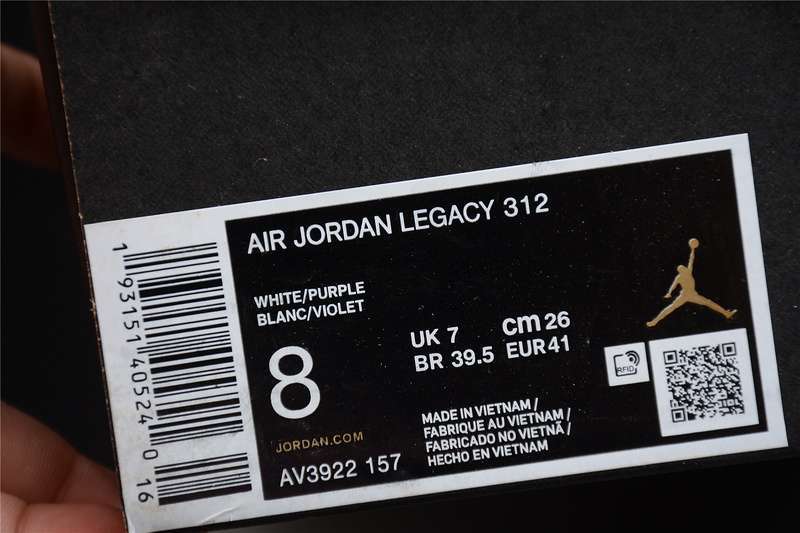 AIR JORDAN LEGACY 312
WHITE/PURPLE
BLANC/VIOLET
8
UK 7 cm 26
BR 39.5 EUR 41
JORDAN.COM
AV3922 157
MADE IN VIETNAM /
FABRIQUE AU VIETNAM /
FABRICADO NO VIETNÃ /
HECHO EN VIETNAM
RFID
1 93151 40524 0 16